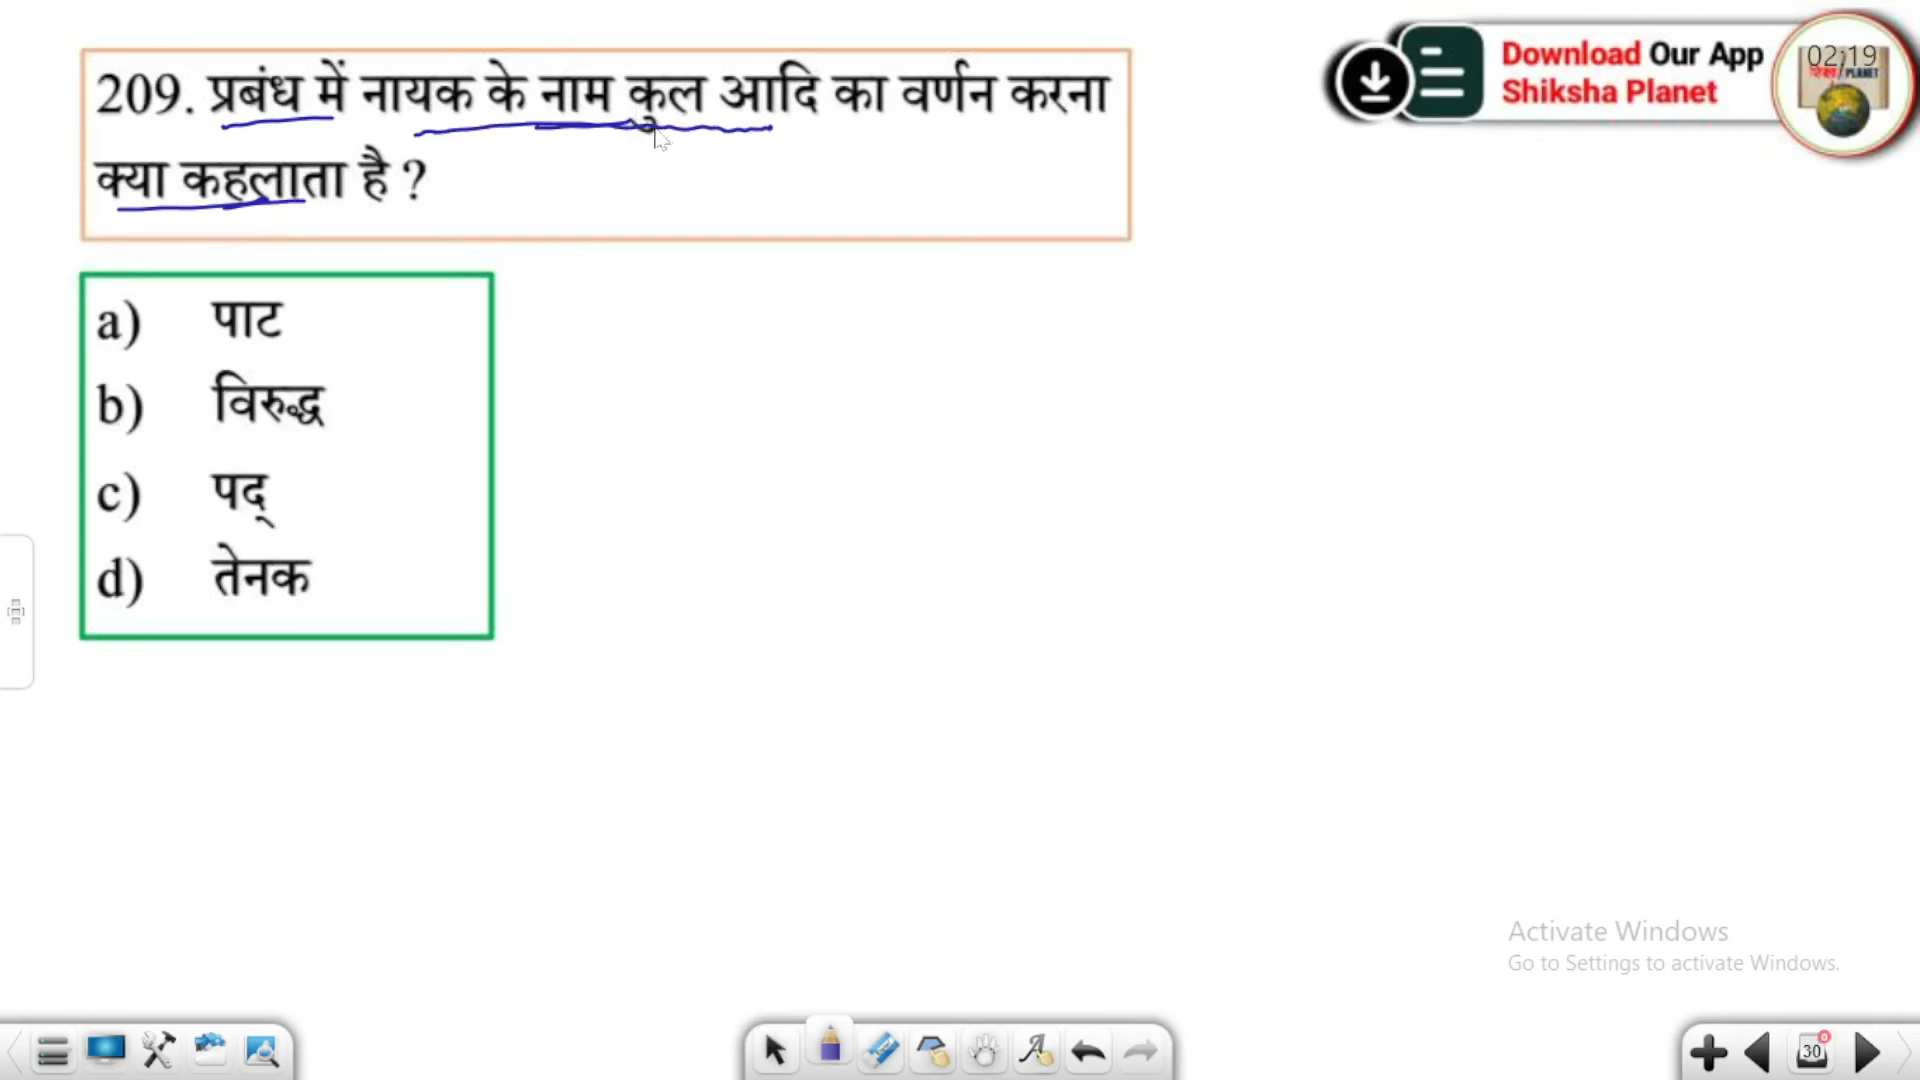 209. प्रबंध में नायक के नाम कुल आदि का वर्णन करना
क्या कहलाता है ?
a) पाट
b) विरुद्ध
c) पद्
d) तेनक
Download Our App
Shiksha Planet
02:19
Activate Windows
Go to Settings to activate Windows.
30